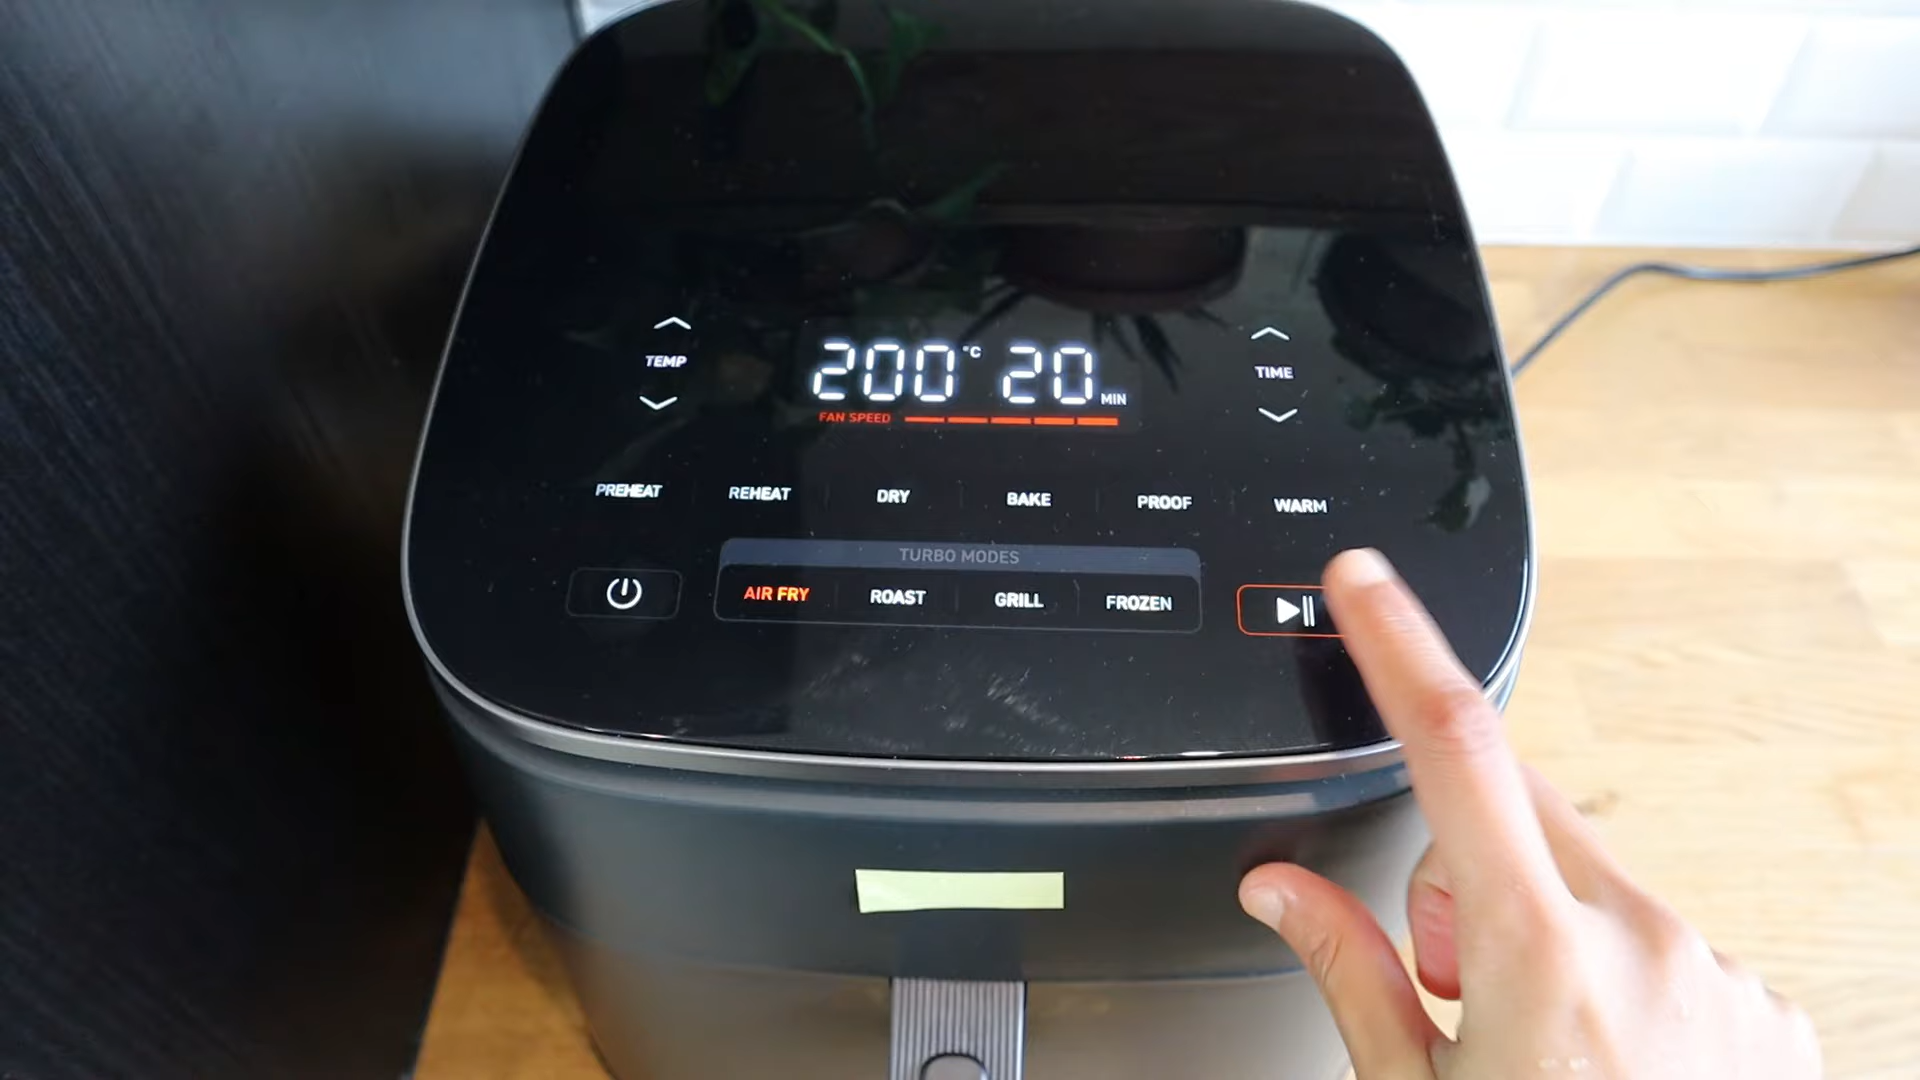 TEMP
200°C 20 MIN
TIME
FAN SPEED
PREHEAT REHEAT DRY BAKE PROOF WARM
TURBO MODES
AIR FRY ROAST GRILL FROZEN